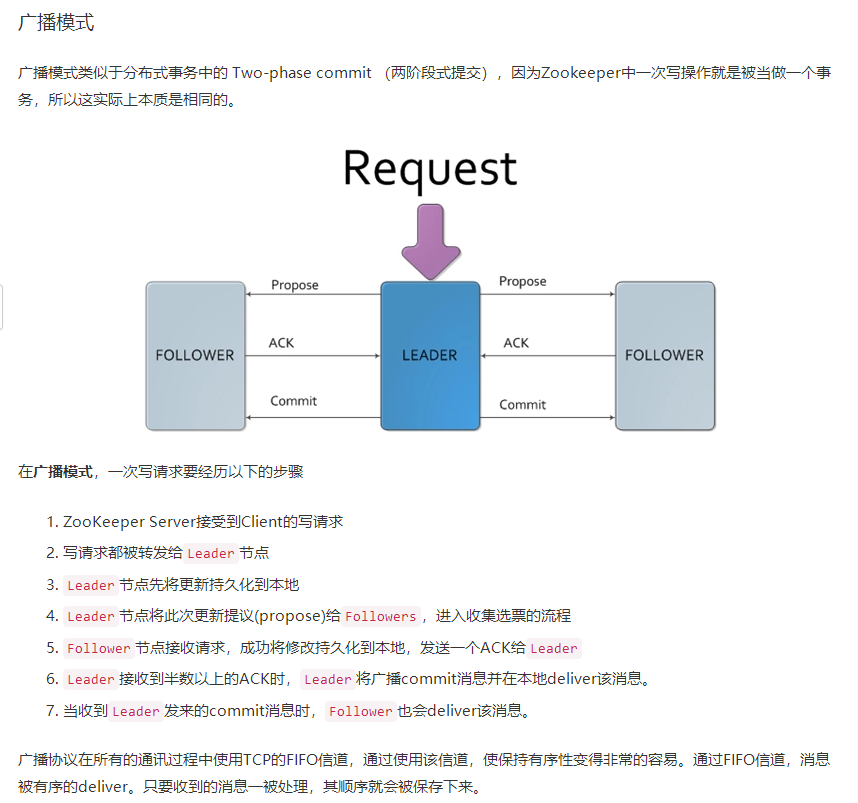 广播模式
广播模式类似于分布式事务中的 Two-phase commit （两阶段式提交），因为Zookeeper中一次写操作就是被当做一个事
务，所以这实际上本质是相同的。
Request
Propose
Propose
ACK
ACK
FOLLOWER
LEADER
FOLLOWER
Commit
Commit
在广播模式，一次写请求要经历以下的步骤
1. ZooKeeper Server接受到Client的写请求
2. 写请求都被转发给 Leader 节点
3. Leader 节点先将更新持久化到本地
4. Leader 节点将此次更新提议(propose)给 Followers ，进入收集选票的流程
5. Follower 节点接收请求，成功将修改持久化到本地，发送一个ACK给 Leader
6. Leader 接收到半数以上的ACK时， Leader 将广播commit消息并在本地deliver该消息。
7. 当收到 Leader 发来的commit消息时， Follower 也会deliver该消息。
广播协议在所有的通讯过程中使用TCP的FIFO信道，通过使用该信道，使保持有序性变得非常的容易。通过FIFO信道，消息
被有序的deliver。只要收到的消息一被处理，其顺序就会被保存下来。